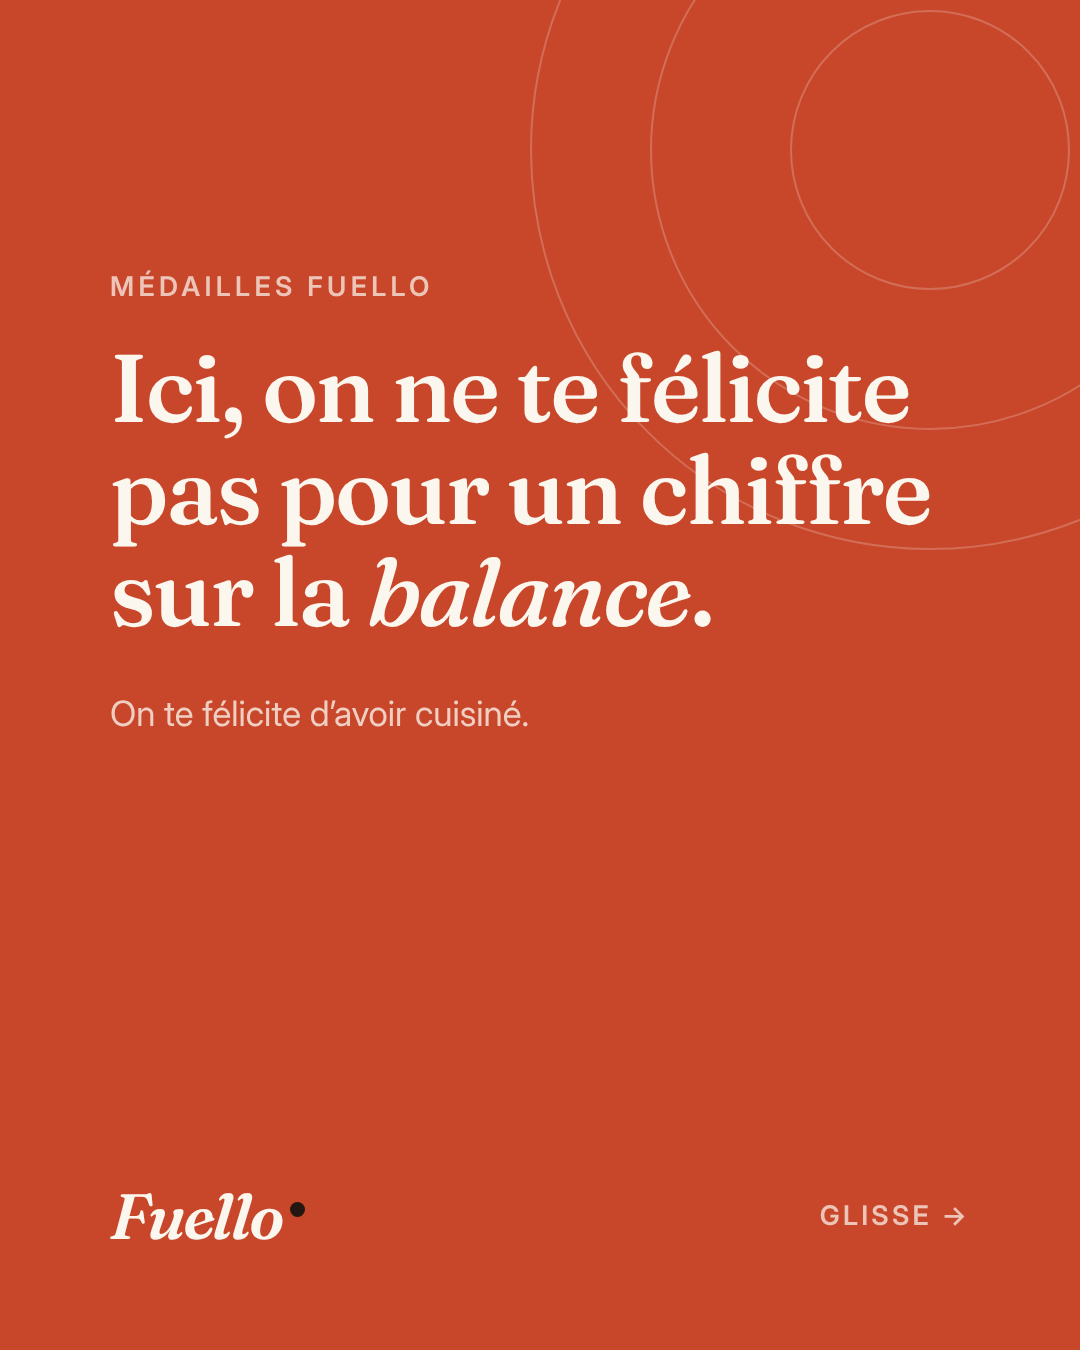 MÉDAILLES FUELLO
Ici, on ne te félicite
pas pour un chiffre
sur la balance.
On te félicite d’avoir cuisiné.
Fuello
GLISSE →